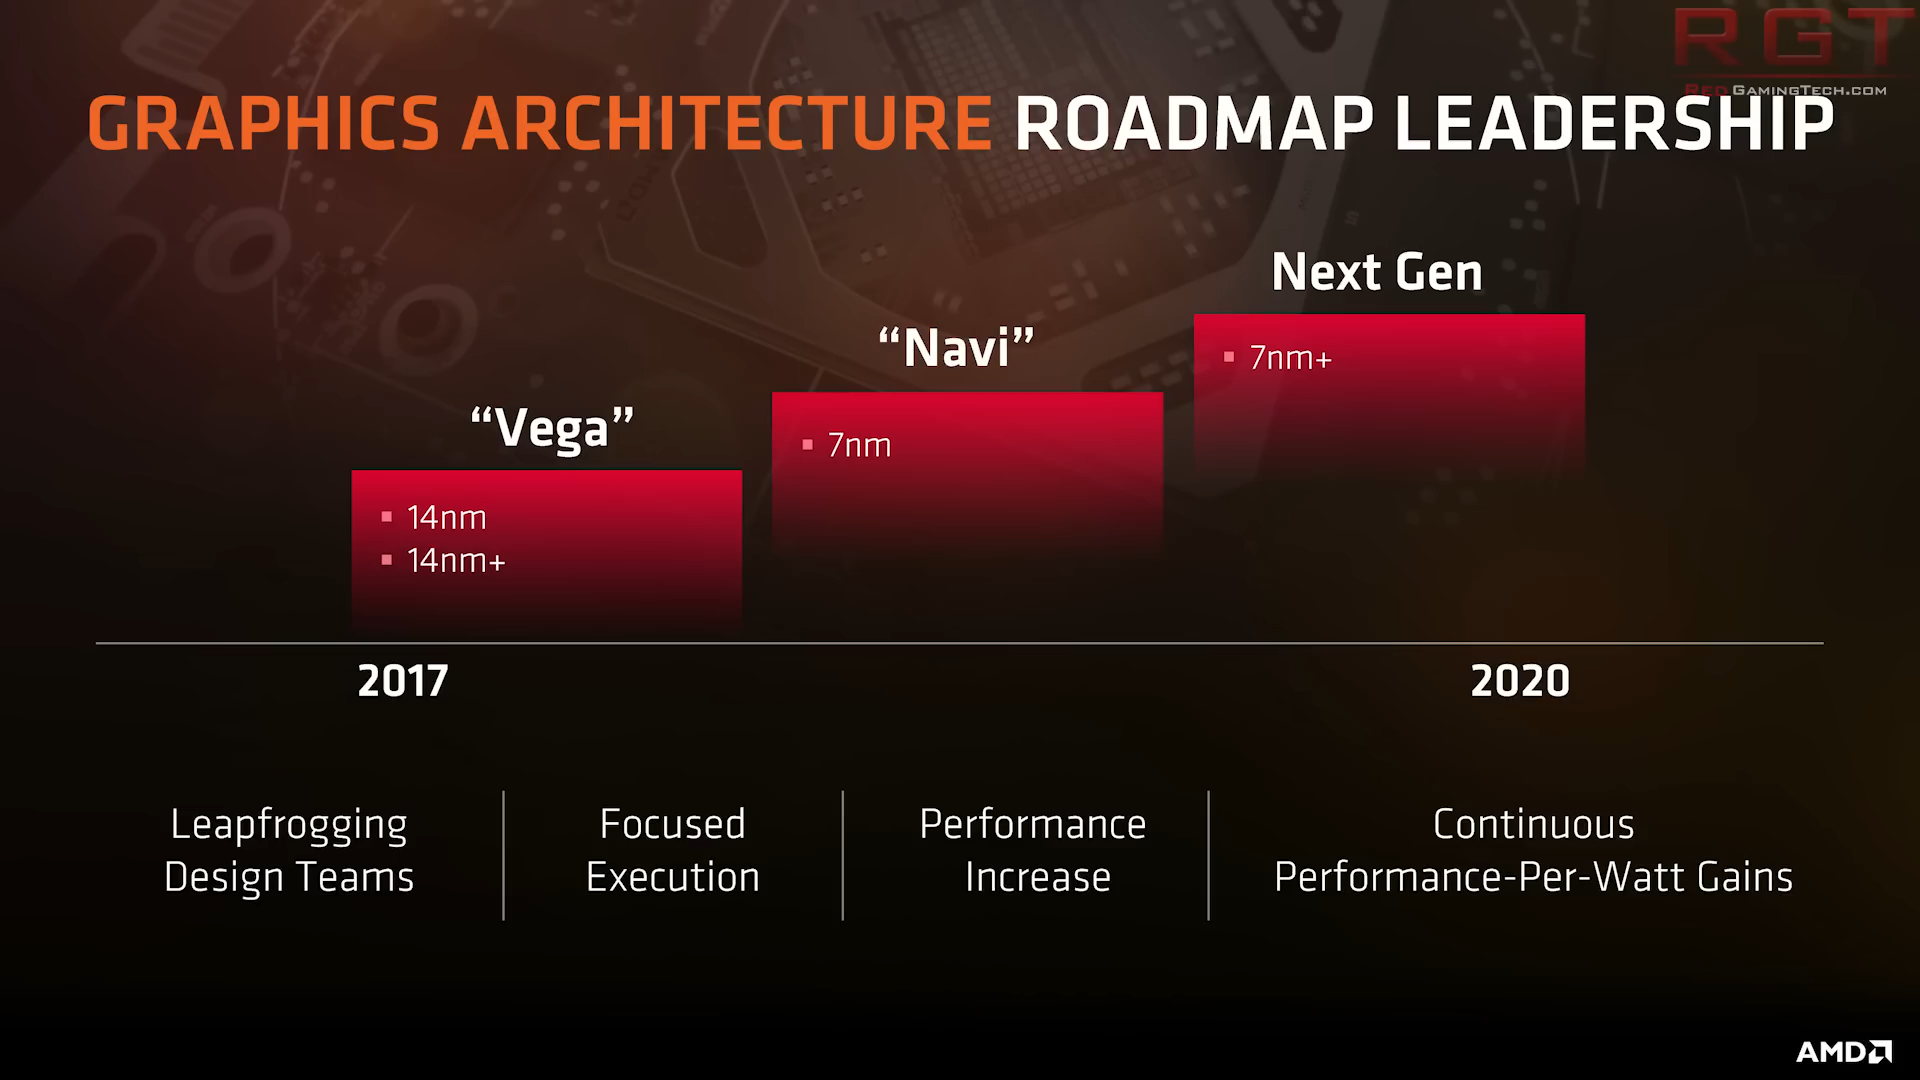 RGT
RedGamingTech.com
GRAPHICS ARCHITECTURE ROADMAP LEADERSHIP
Next Gen
▪ 7nm+
“Navi”
▪ 7nm
“Vega”
▪ 14nm
▪ 14nm+
2017
2020
Leapfrogging
Design Teams
Focused
Execution
Performance
Increase
Continuous
Performance-Per-Watt Gains
AMD